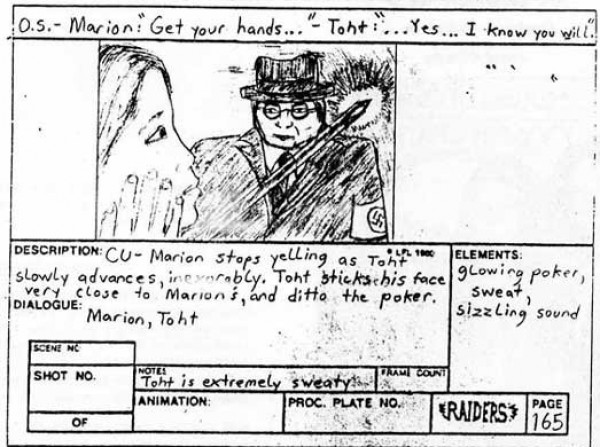 O.S.- Marion: "Get your hands..." - Toht: "...Yes... I know you will."
DESCRIPTION: CU- Marion stops yelling as Toht
© LFL 1980
slowly advances, inexorably. Toht sticks his face
very close to Marion's, and ditto the poker.
DIALOGUE:
Marion, Toht
ELEMENTS:
glowing poker,
sweat,
sizzling sound
SCENE NO.
SHOT NO.
OF
NOTES
Toht is extremely sweaty
FRAME COUNT
ANIMATION:
PROC. PLATE NO.
RAIDERS
PAGE
165